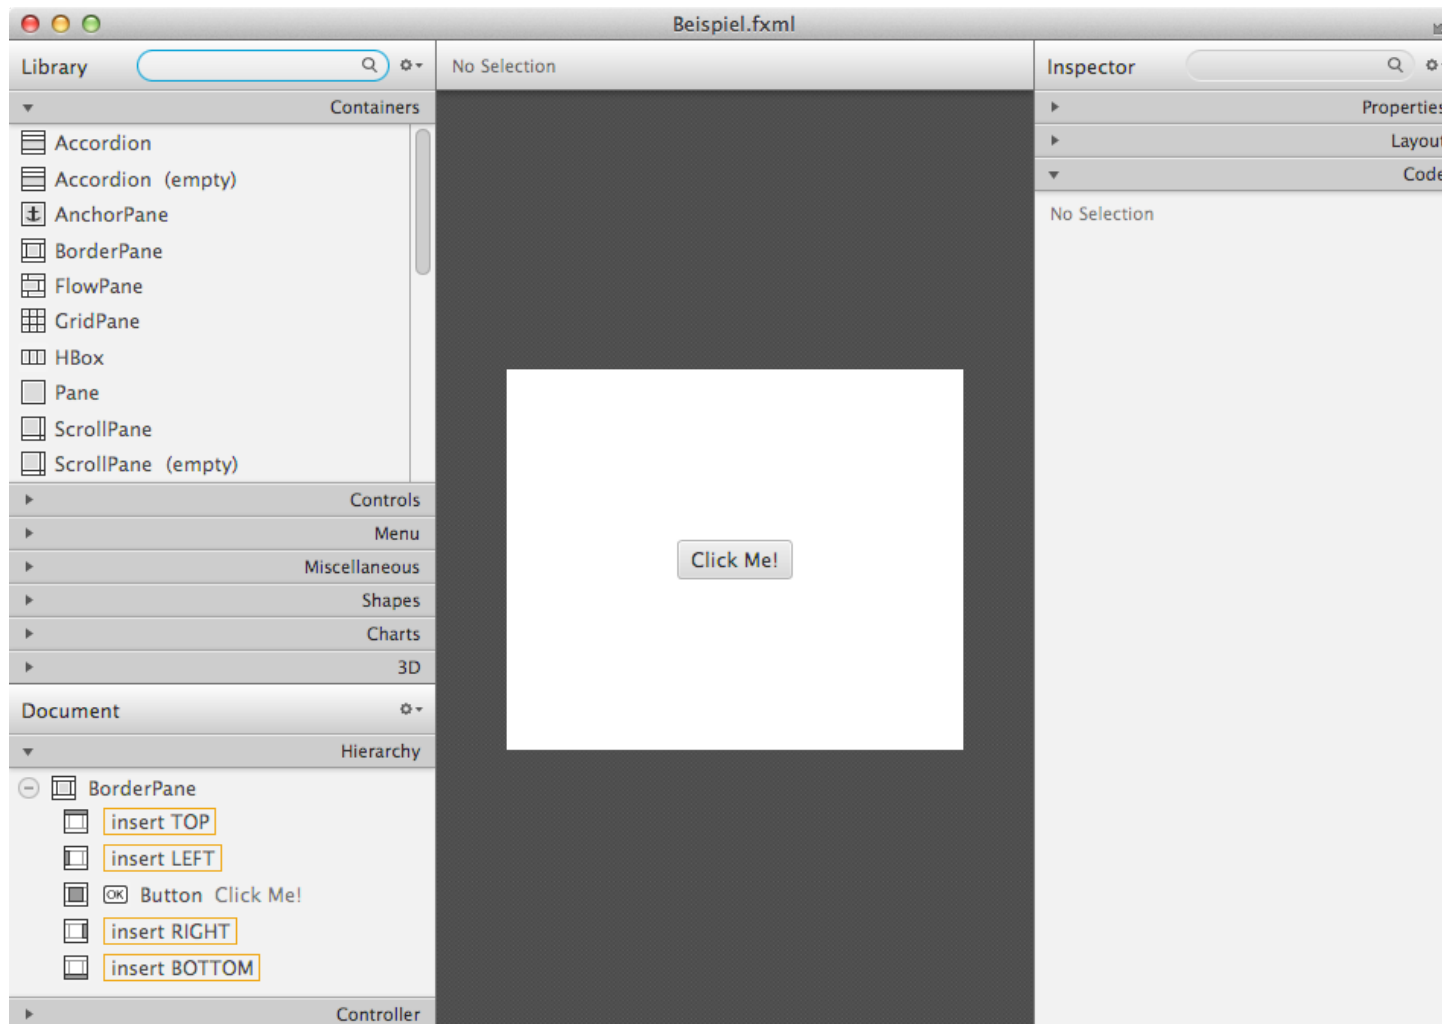 Beispiel.fxml
Library
No Selection
Inspector
Containers
Accordion
Accordion (empty)
AnchorPane
BorderPane
FlowPane
GridPane
HBox
Pane
ScrollPane
ScrollPane (empty)
Controls
Menu
Miscellaneous
Shapes
Charts
3D
Document
Hierarchy
BorderPane
insert TOP
insert LEFT
OK Button Click Me!
insert RIGHT
insert BOTTOM
Controller
Click Me!
Properties
Layout
Code
No Selection